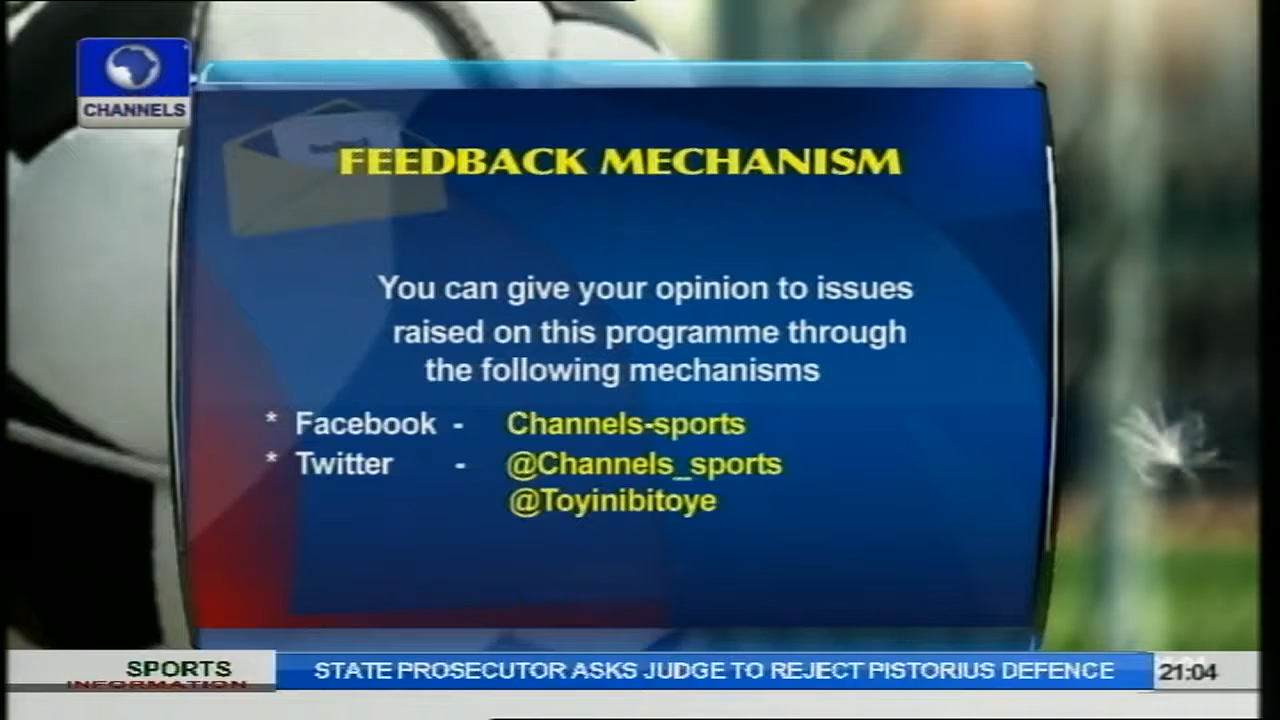 CHANNELS
FEEDBACK MECHANISM
You can give your opinion to issues
raised on this programme through
the following mechanisms
* Facebook - Channels-sports
* Twitter - @Channels_sports
@Toyinibitoye
SPORTS
INFORMATION
STATE PROSECUTOR ASKS JUDGE TO REJECT PISTORIUS DEFENCE
21:04